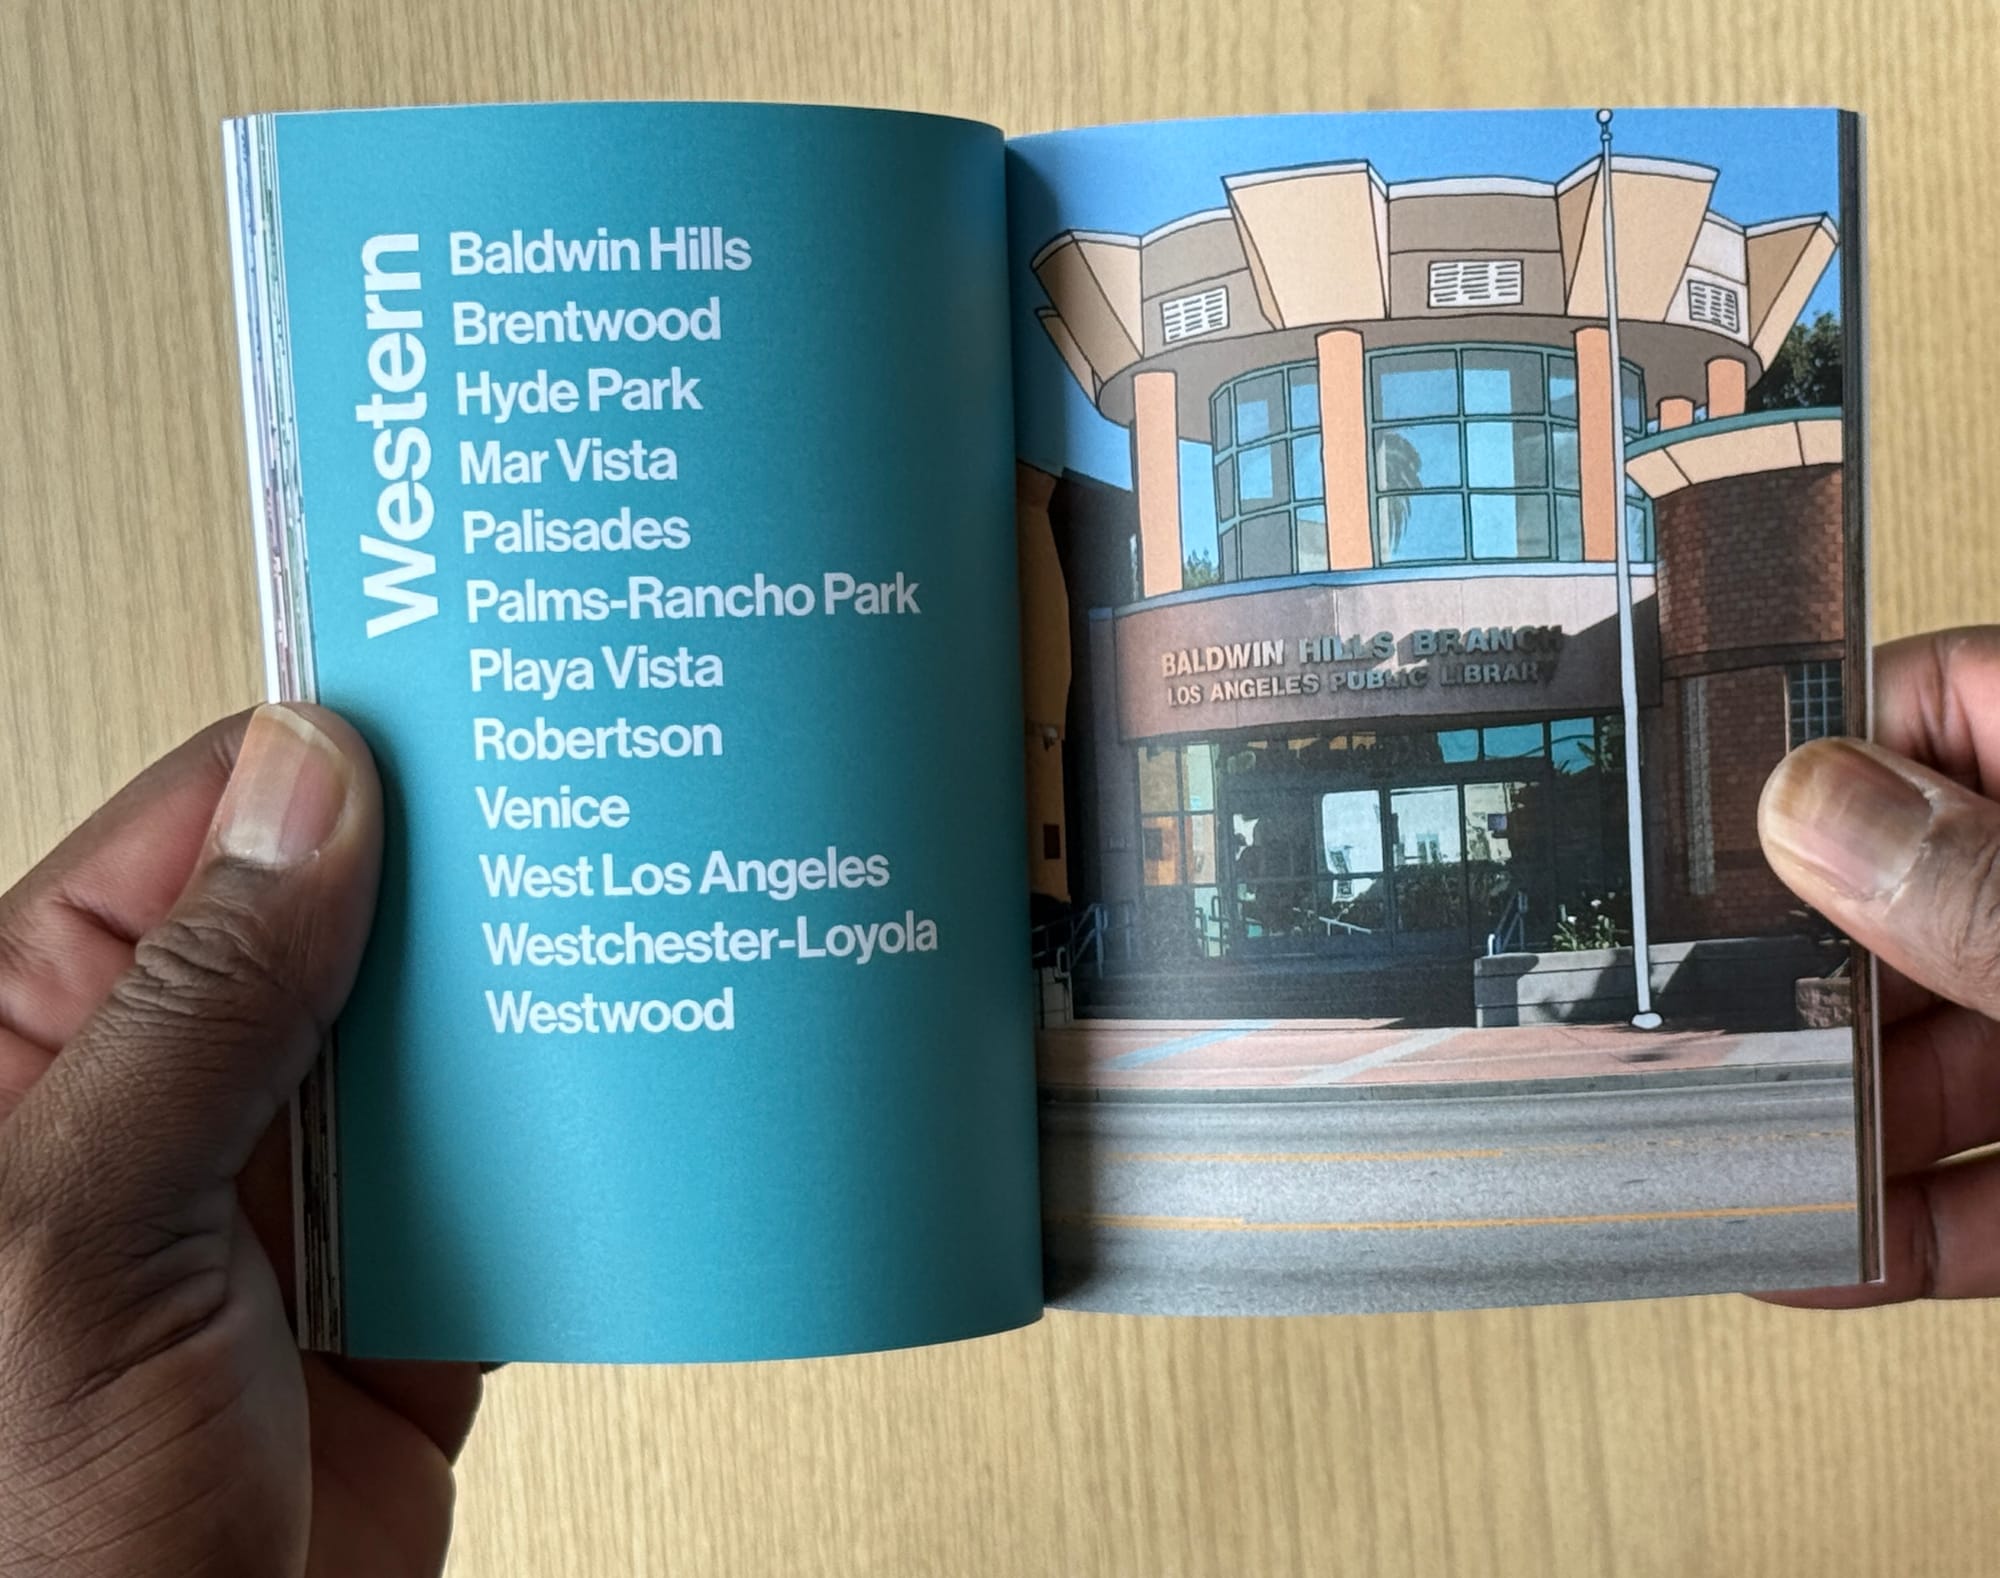 Western
Baldwin Hills
Brentwood
Hyde Park
Mar Vista
Palisades
Palms-Rancho Park
Playa Vista
Robertson
Venice
West Los Angeles
Westchester-Loyola
Westwood
BALDWIN HILLS BRANCH
LOS ANGELES PUBLIC LIBRARY